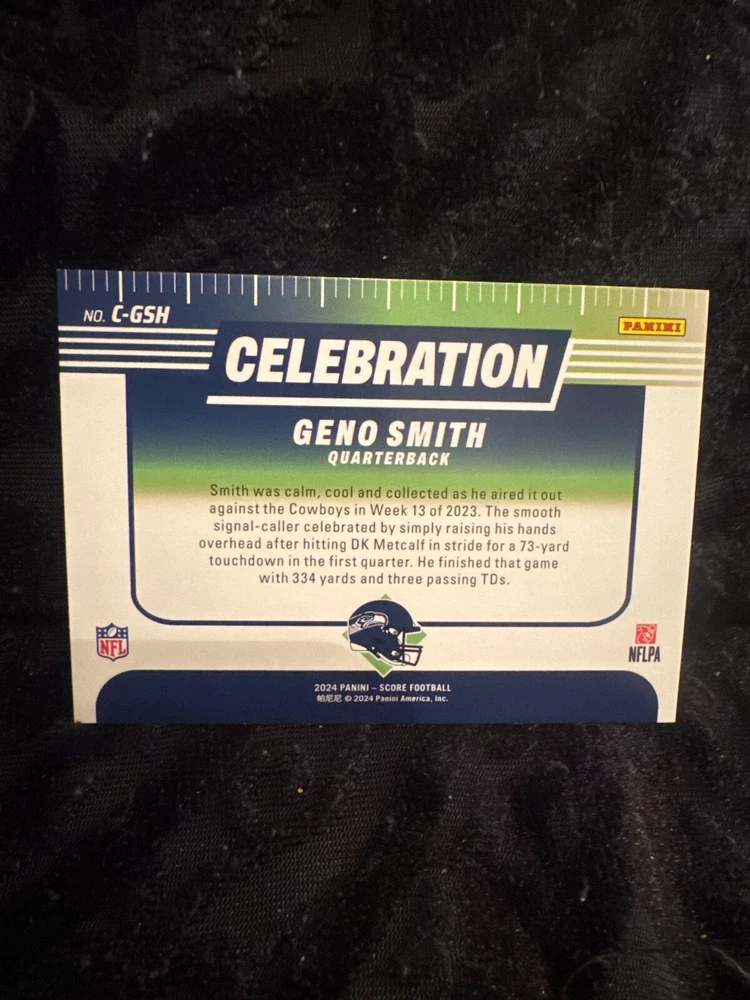 NO. C-GSH
PANINI
CELEBRATION
GENO SMITH
QUARTERBACK
Smith was calm, cool and collected as he aired it out
against the Cowboys in Week 13 of 2023. The smooth
signal-caller celebrated by simply raising his hands
overhead after hitting DK Metcalf in stride for a 73-yard
touchdown in the first quarter. He finished that game
with 334 yards and three passing TDs.
NFL
NFLPA
2024 PANINI – SCORE FOOTBALL
帕尼尼 © 2024 Panini America, Inc.